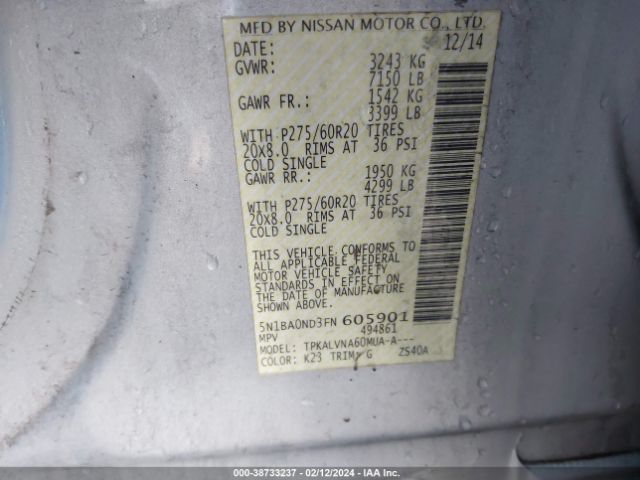 MFD BY NISSAN MOTOR CO., LTD.
DATE: 12/14
GVWR: 3243 KG
7150 LB
GAWR FR.: 1542 KG
3399 LB
WITH P275/60R20 TIRES
20x8.0 RIMS AT 36 PSI
COLD SINGLE
GAWR RR.: 1950 KG
4299 LB
WITH P275/60R20 TIRES
20x8.0 RIMS AT 36 PSI
COLD SINGLE
THIS VEHICLE CONFORMS TO
ALL APPLICABLE FEDERAL
MOTOR VEHICLE SAFETY
STANDARDS IN EFFECT ON
THE DATE OF MANUFACTURE
SHOWN ABOVE.
5N1BA0ND3FN 605901
MPV 494861
MODEL: TPKALVNA60MUA-A---
COLOR: K23 TRIM: G ZS40A
000-38733237 - 02/12/2024 - IAA Inc.